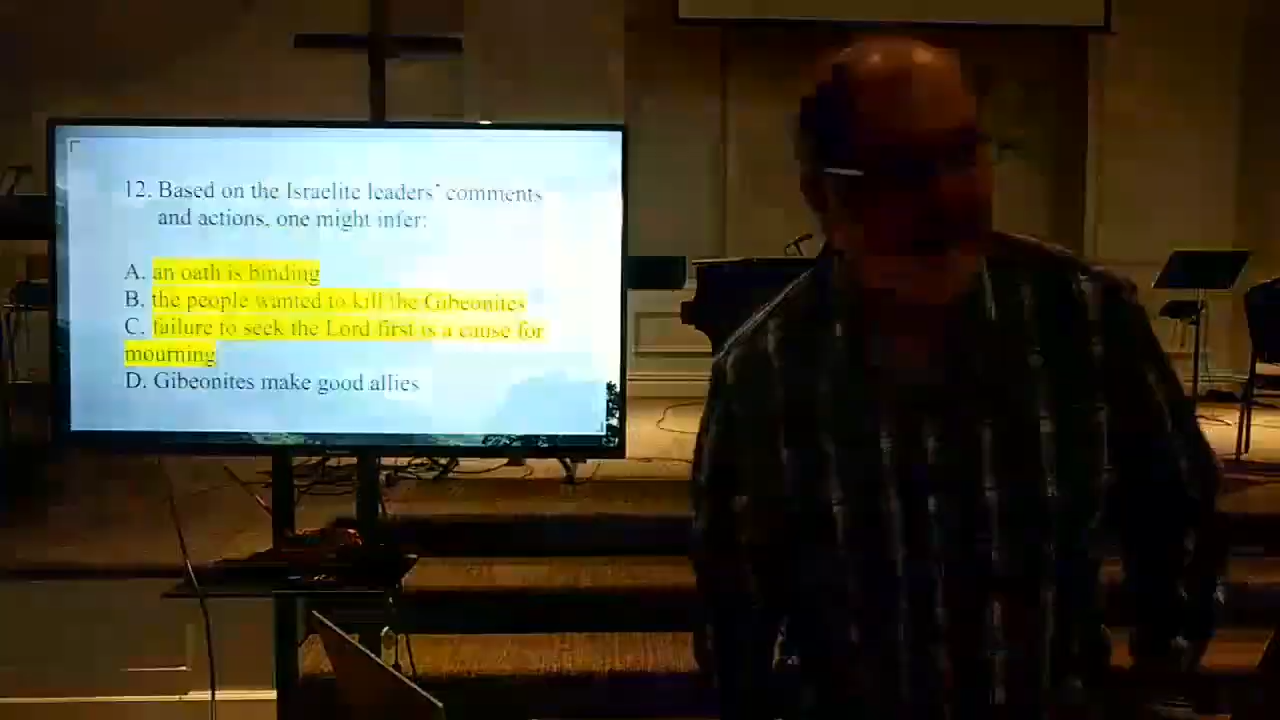 12. Based on the Israelite leaders' comments
and actions, one might infer:
A. an oath is binding
B. the people wanted to kill the Gibeonites
C. failure to seek the Lord first is a cause for
mourning
D. Gibeonites make good allies